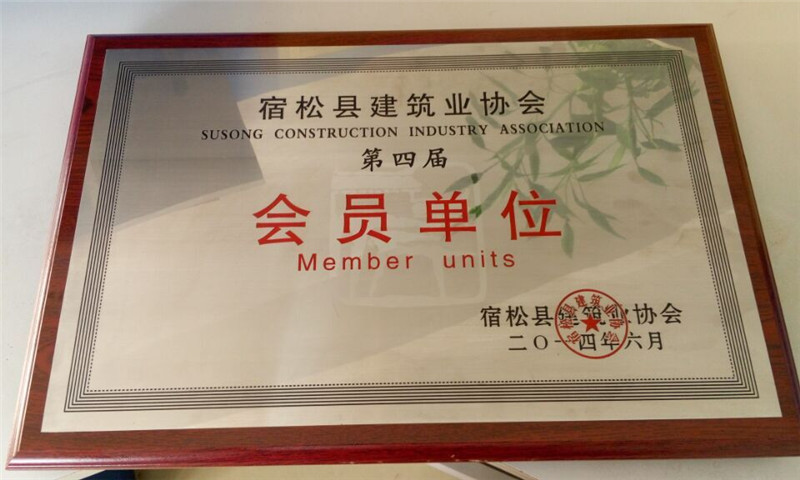 宿松县建筑业协会
SUSONG CONSTRUCTION INDUSTRY ASSOCIATION
第四届
会员单位
Member units
宿松县建筑业协会
二〇一四年六月